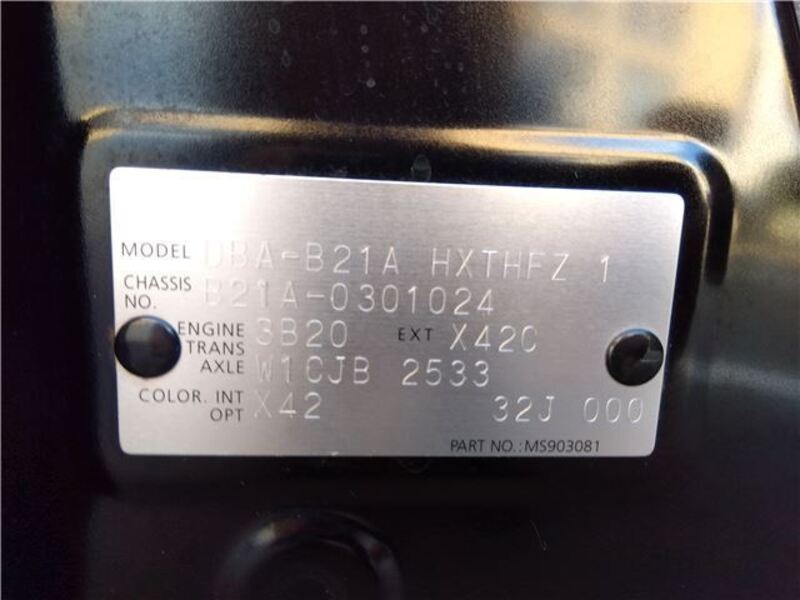 MODEL DBA-B21A HXTHFZ 1
CHASSIS NO. B21A-0301024
ENGINE 3B20 EXT X42C
TRANS AXLE W1CJB 2533
COLOR. INT OPT X42 32J 000
PART NO.: MS903081